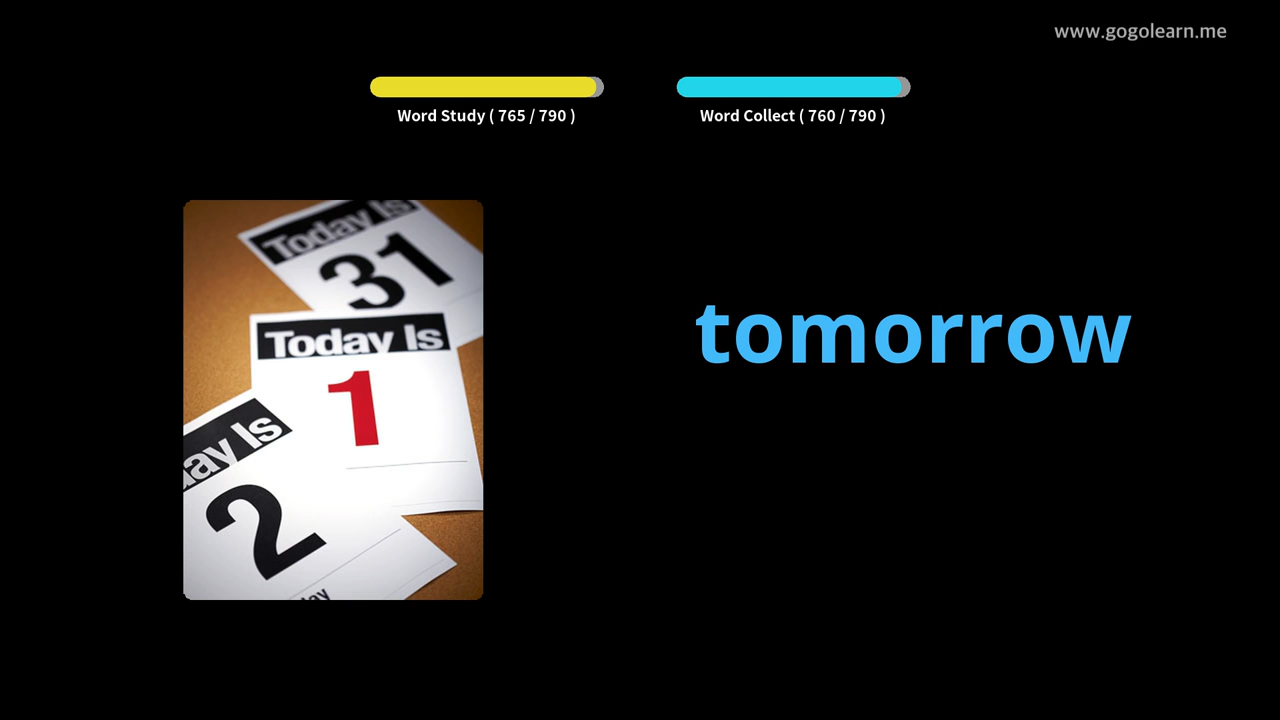 www.gogolearn.me
Word Study ( 765 / 790 )
Word Collect ( 760 / 790 )
Today Is
31
Today Is
1
tomorrow
ay Is
2